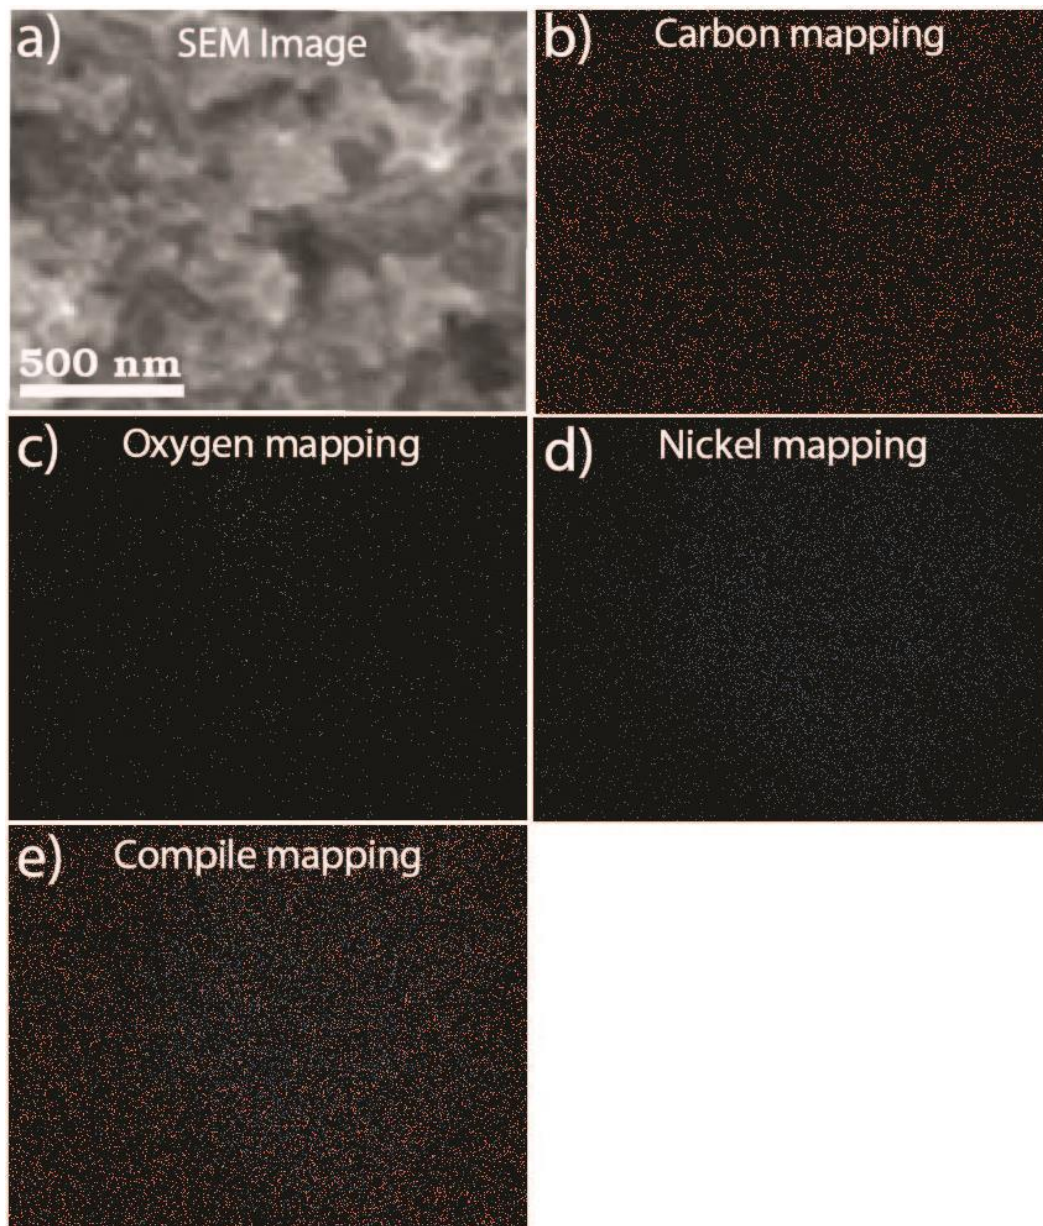 a) SEM Image
500 nm
b) Carbon mapping
c) Oxygen mapping
d) Nickel mapping
e) Compile mapping